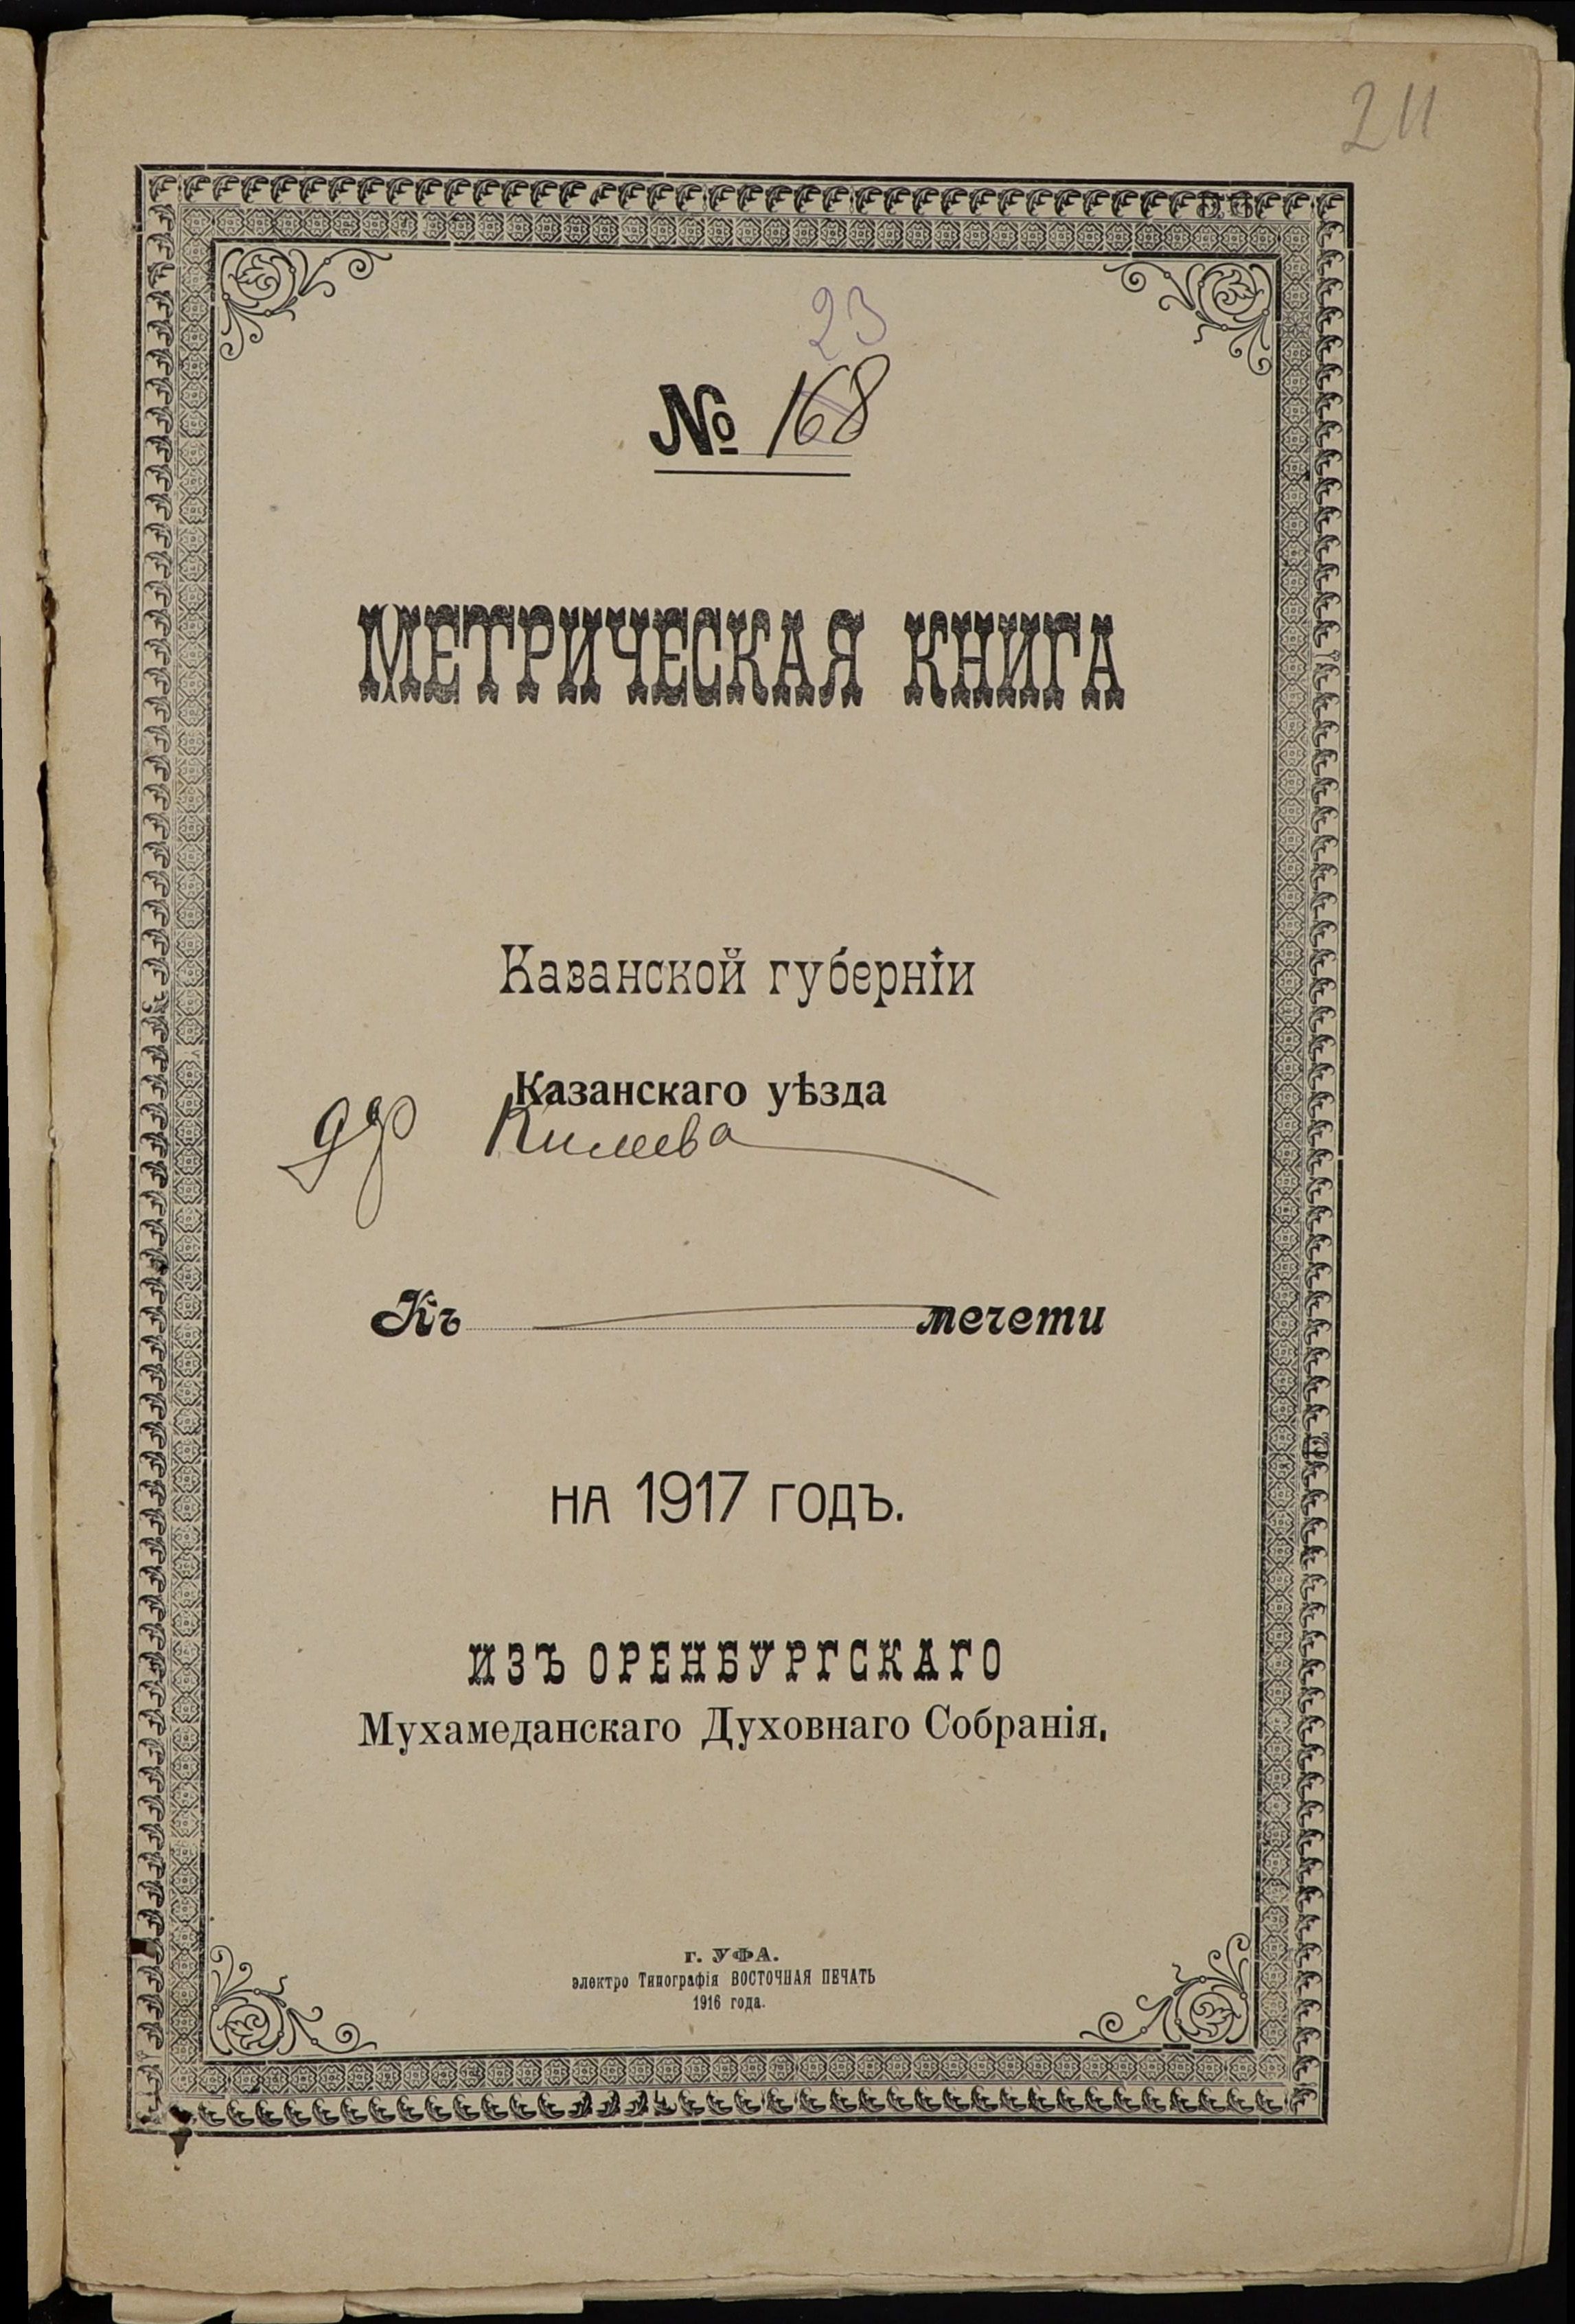 211
23
№ 168
МЕТРИЧЕСКАЯ КНИГА
Казанской губерніи
Казанскаго уѣзда
дер Килеева
Къ мечети
на 1917 годъ.
ИЗЪ ОРЕНБУРГСКАГО
Мухамеданскаго Духовнаго Собранія.
г. УФА.
электро Типографія ВОСТОЧНАЯ ПЕЧАТЬ
1916 года.